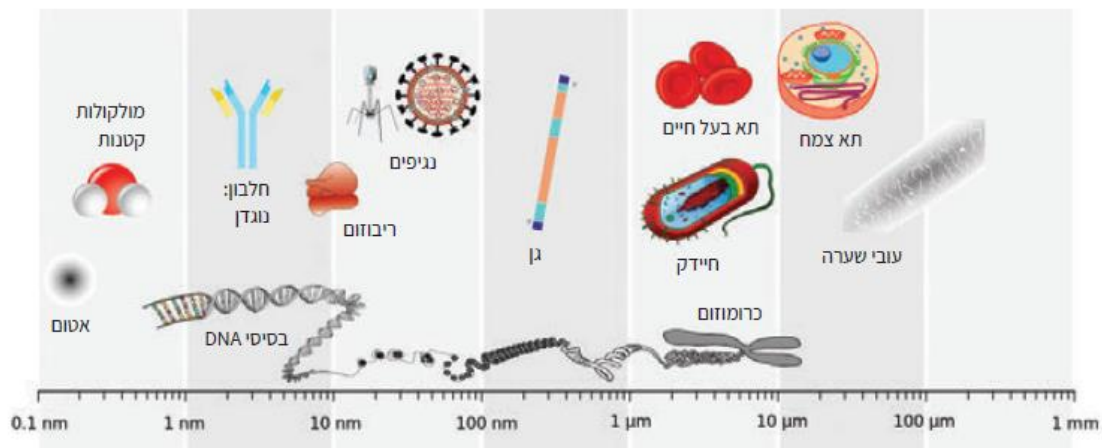 מולקולות
קטנות
חלבון:
נוגדן
נגיפים
ריבוזום
גן
תא בעל חיים
תא צמח
חיידק
עובי שערה
אטום
בסיסי DNA
כרומוזום
0.1 nm
1 nm
10 nm
100 nm
1 µm
10 µm
100 µm
1 mm